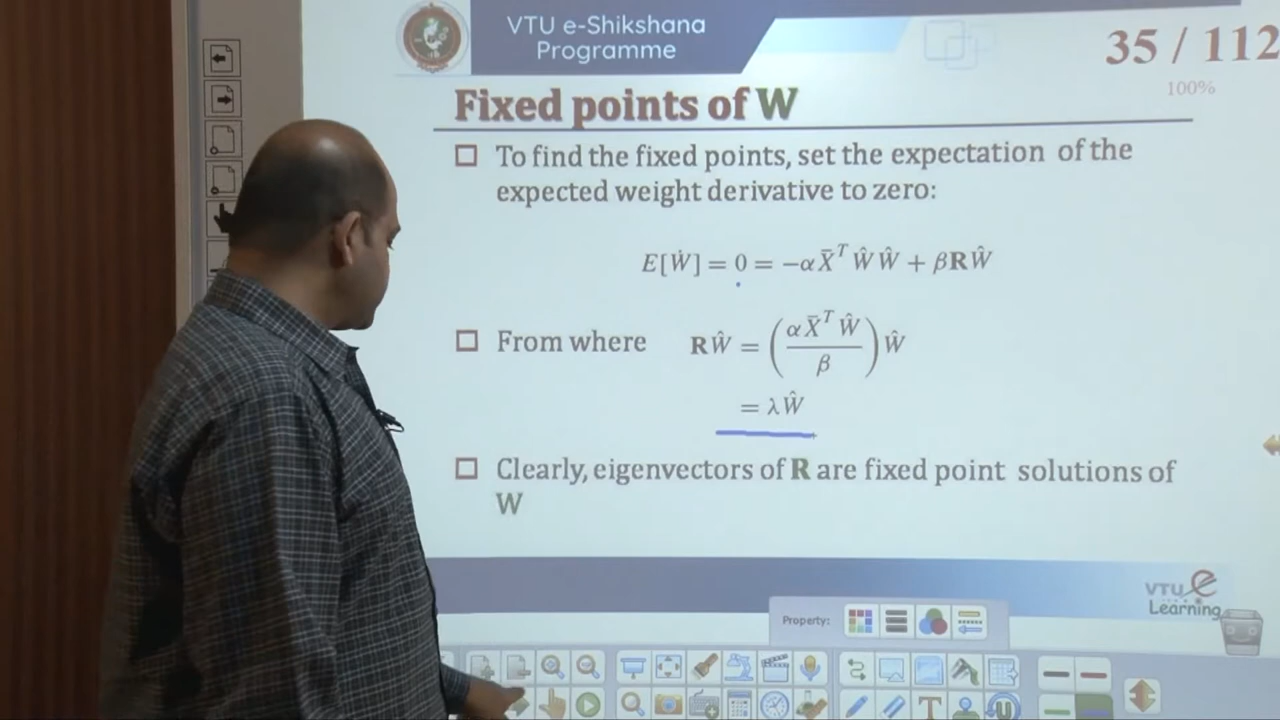 VTU e-Shikshana
Programme
35 / 112
100%
Fixed points of W
To find the fixed points, set the expectation of the
expected weight derivative to zero:
E[Ẇ] = 0 = −αX̄ᵀŴŴ + βRŴ
From where RŴ = (αX̄ᵀŴ / β) Ŵ
= λŴ
Clearly, eigenvectors of R are fixed point solutions of
W
VTU e
Learning
Property: